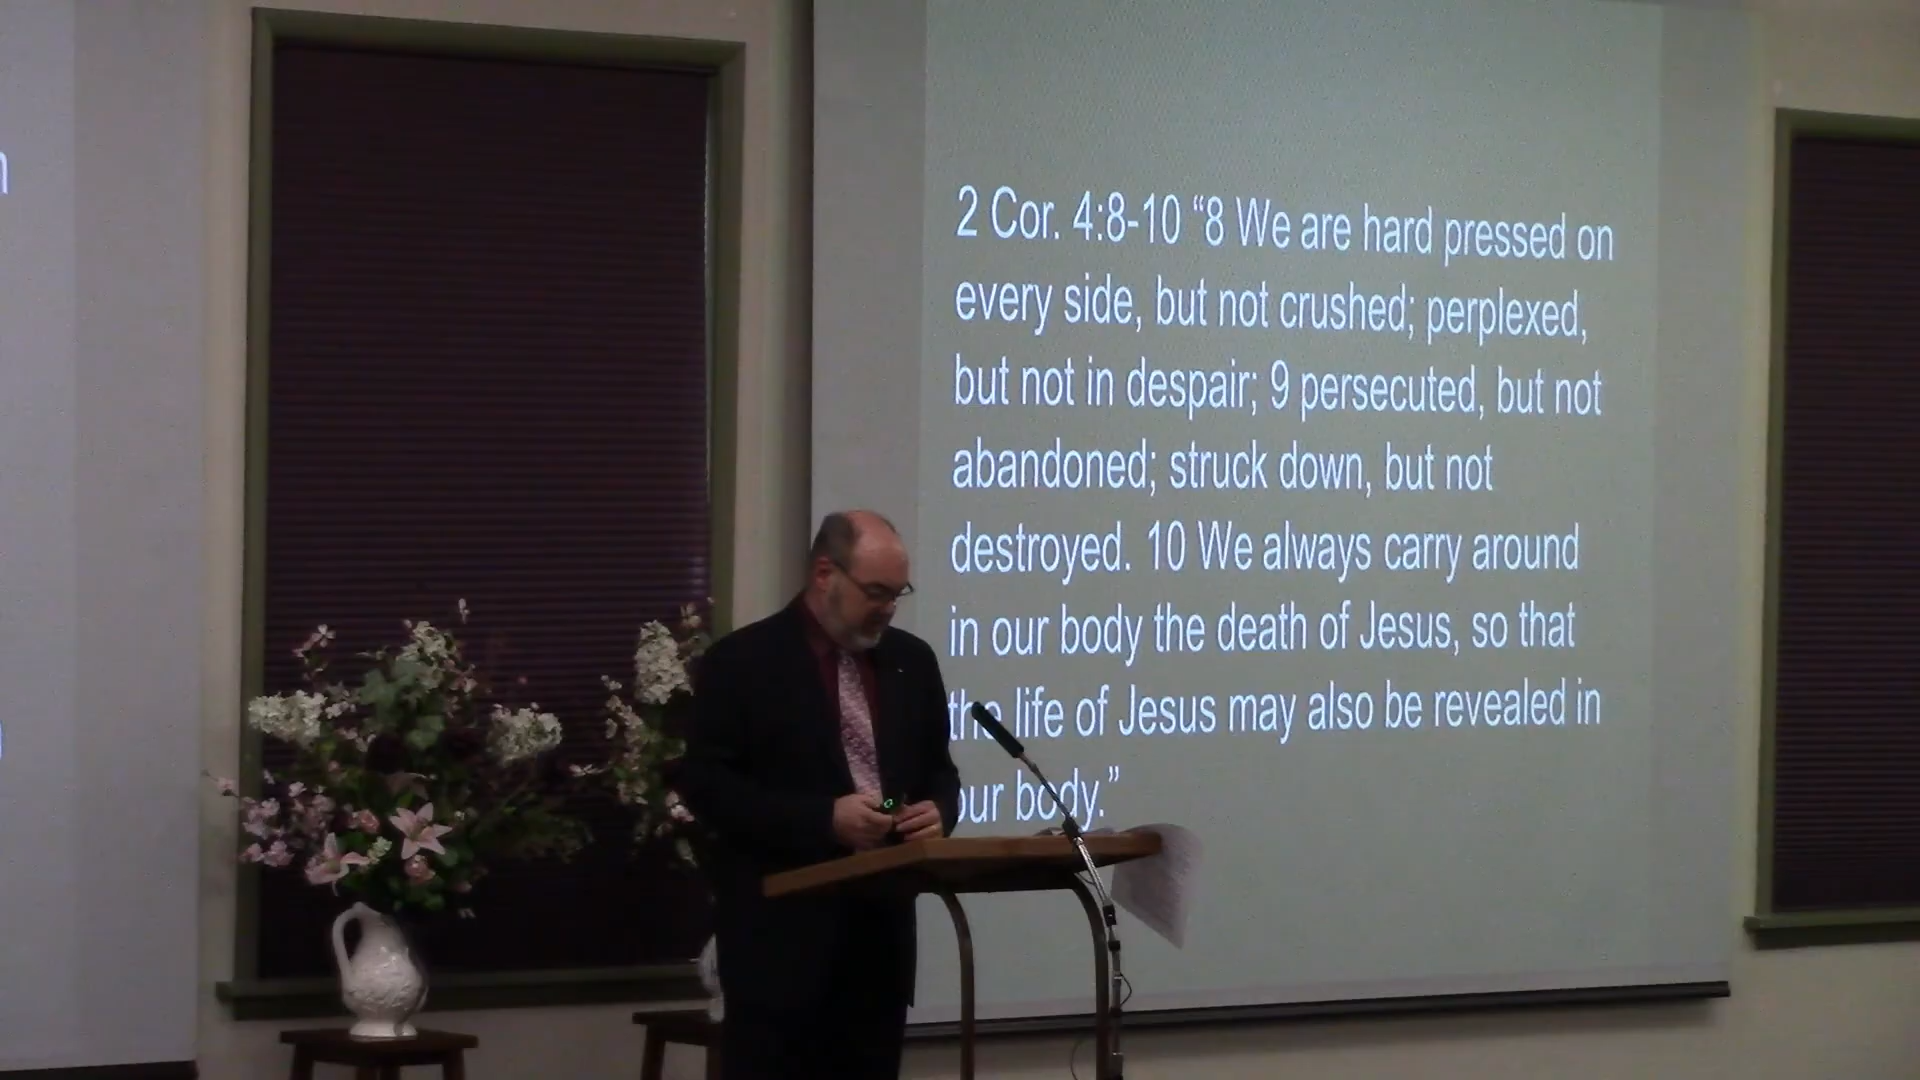 2 Cor. 4:8-10 “8 We are hard pressed on
every side, but not crushed; perplexed,
but not in despair; 9 persecuted, but not
abandoned; struck down, but not
destroyed. 10 We always carry around
in our body the death of Jesus, so that
the life of Jesus may also be revealed in
our body.”